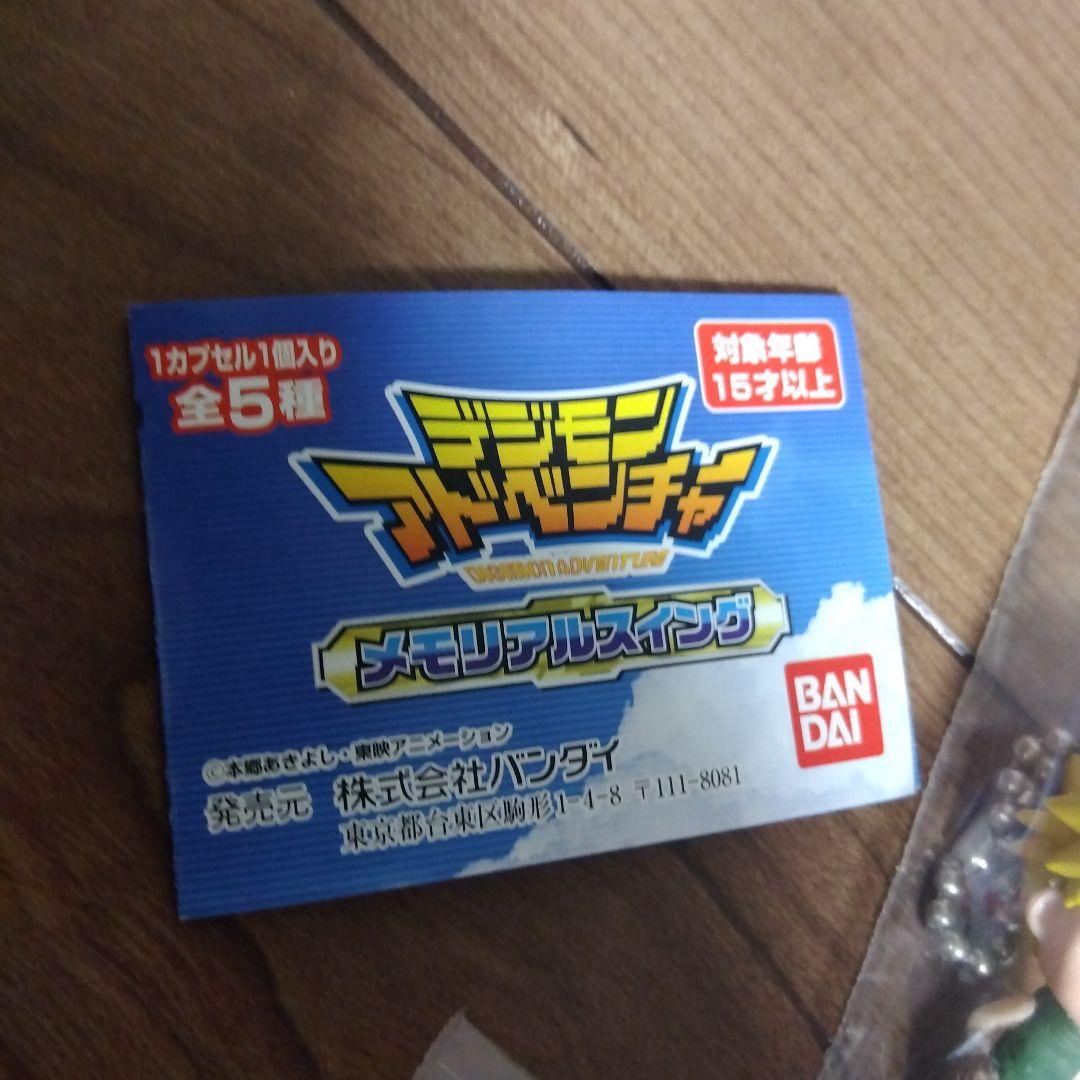 1カプセル1個入り
全5種
対象年齢
15才以上
デジモン
アドベンチャー
DIGIMON ADVENTURE
メモリアルスイング
BAN
DAI
©本郷あきよし・東映アニメーション
発売元 株式会社バンダイ
東京都台東区駒形1-4-8 〒111-8081